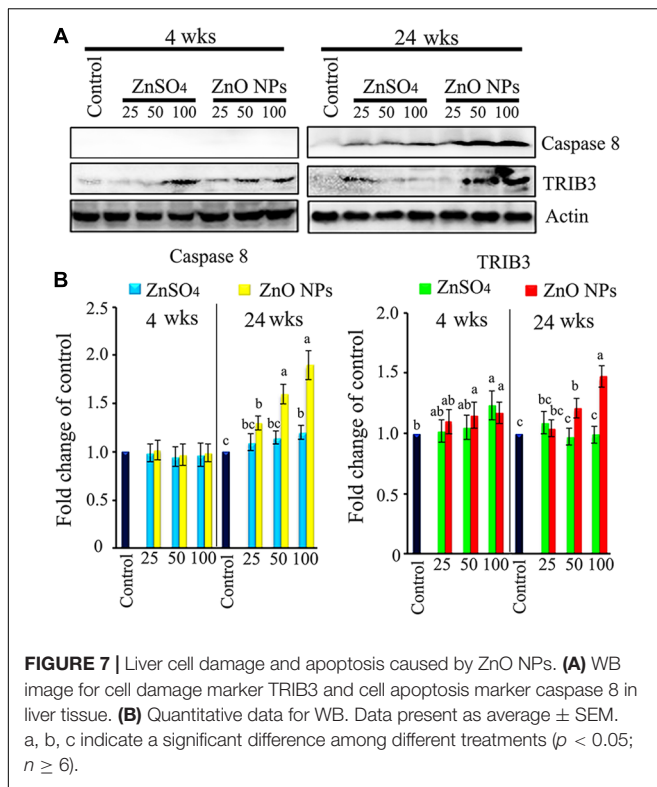 A
4 wks
24 wks
Control
ZnSO4
ZnO NPs
Control
ZnSO4
ZnO NPs
25 50 100
25 50 100
25 50 100
25 50 100
Caspase 8
TRIB3
Actin
B
Caspase 8
ZnSO4
ZnO NPs
Fold change of control
2.5
2.0
1.5
1.0
0.5
0
4 wks
24 wks
c
bc
b
bc
a
bc
a
Control
25
50
100
Control
25
50
100
TRIB3
ZnSO4
ZnO NPs
Fold change of control
2.0
1.5
1.0
0.5
0
4 wks
24 wks
b
ab
ab
ab
a
a
a
c
bc
bc
c
b
c
a
Control
25
50
100
Control
25
50
100
FIGURE 7 | Liver cell damage and apoptosis caused by ZnO NPs. (A) WB
image for cell damage marker TRIB3 and cell apoptosis marker caspase 8 in
liver tissue. (B) Quantitative data for WB. Data present as average ± SEM.
a, b, c indicate a significant difference among different treatments (p < 0.05;
n ≥ 6).